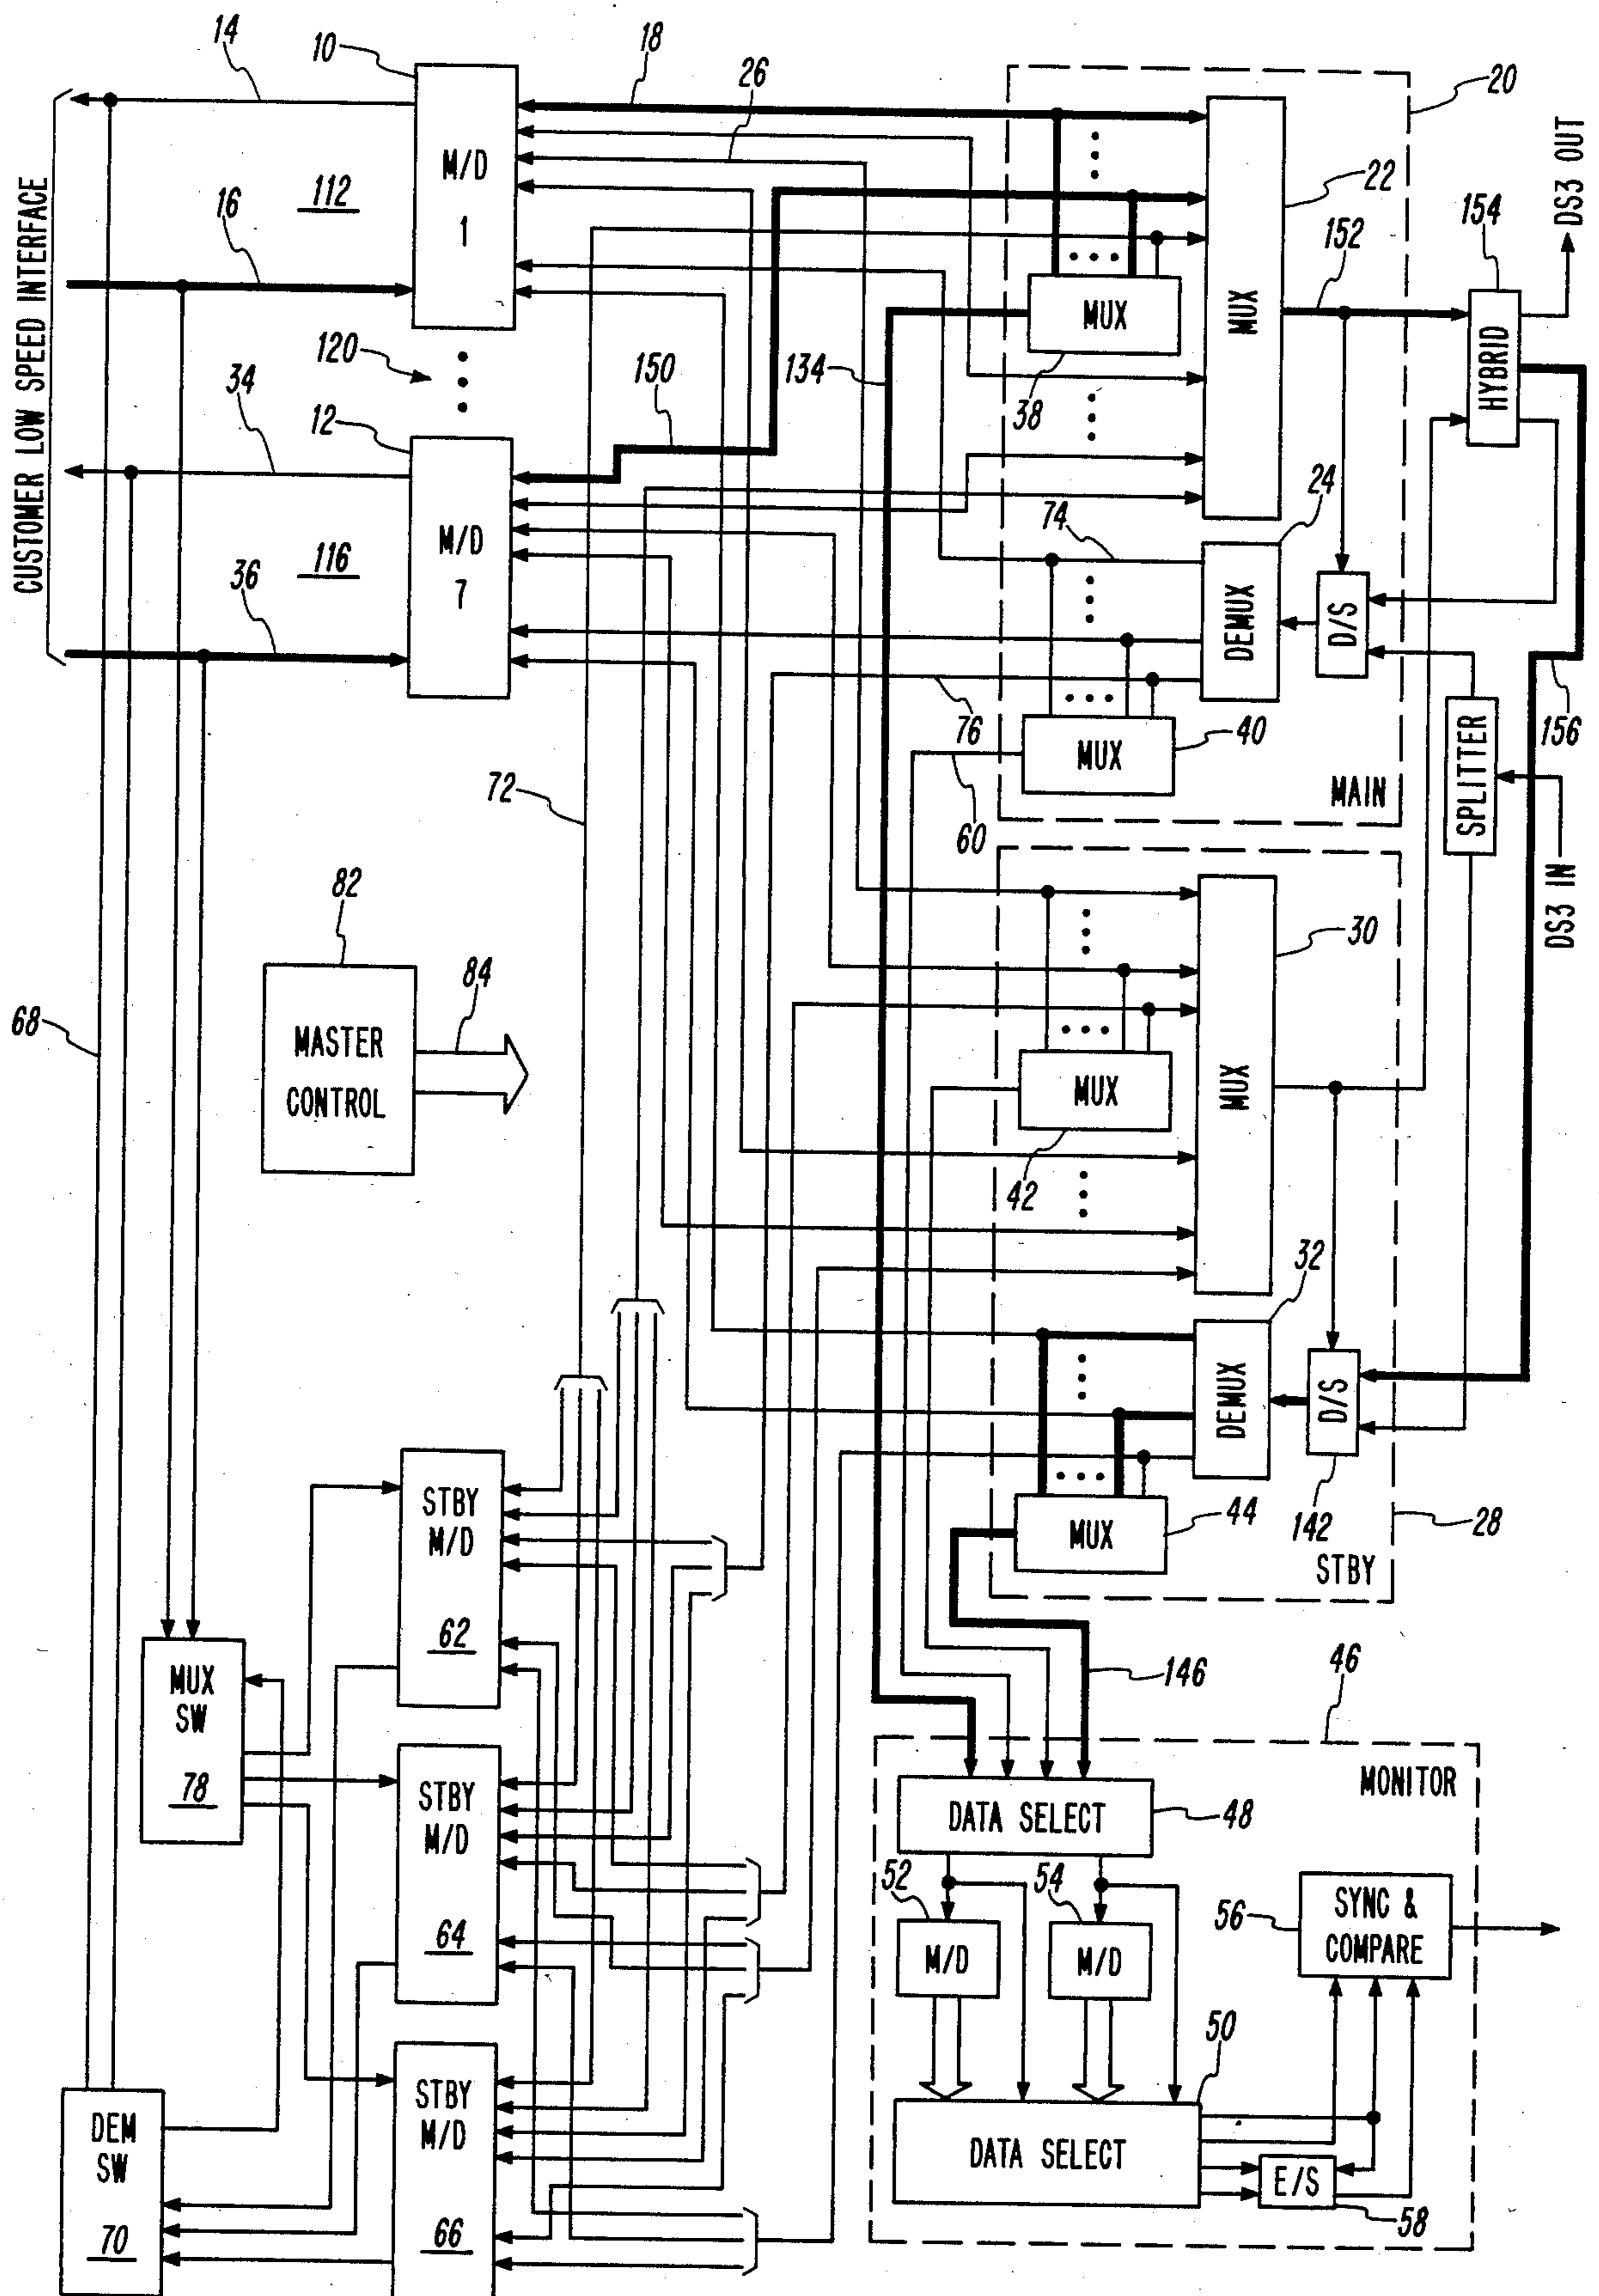 14
10
18
26
20
DS3 OUT
CUSTOMER LOW SPEED INTERFACE
16
112
M/D
1
22
152
154
MUX
MUX
HYBRID
120
34
12
150
134
38
36
116
M/D
7
74
24
DEMUX
D/S
76
MUX
40
156
72
60
MAIN
SPLITTER
DS3 IN
82
84
30
68
MASTER
CONTROL
MUX
MUX
42
32
DEMUX
D/S
STBY
M/D
62
MUX
44
142
28
STBY
MUX
SW
78
146
46
MONITOR
STBY
M/D
64
DATA SELECT
48
52
54
56
SYNC &
COMPARE
M/D
M/D
50
STBY
M/D
66
DEM
SW
70
DATA SELECT
E/S
58